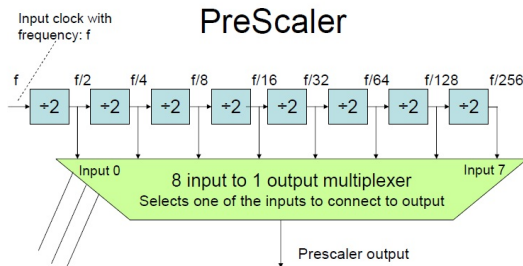 PreScaler
Input clock with
frequency: f
f f/2 f/4 f/8 f/16 f/32 f/64 f/128 f/256
÷2 ÷2 ÷2 ÷2 ÷2 ÷2 ÷2 ÷2
Input 0 Input 7
8 input to 1 output multiplexer
Selects one of the inputs to connect to output
Prescaler output